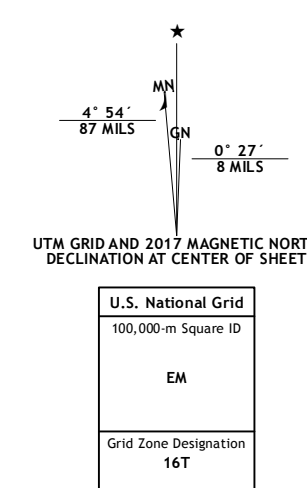 ★
MN
4° 54´
87 MILS
GN
0° 27´
8 MILS
UTM GRID AND 2017 MAGNETIC NORT
DECLINATION AT CENTER OF SHEET
U.S. National Grid
100,000-m Square ID
EM
Grid Zone Designation
16T